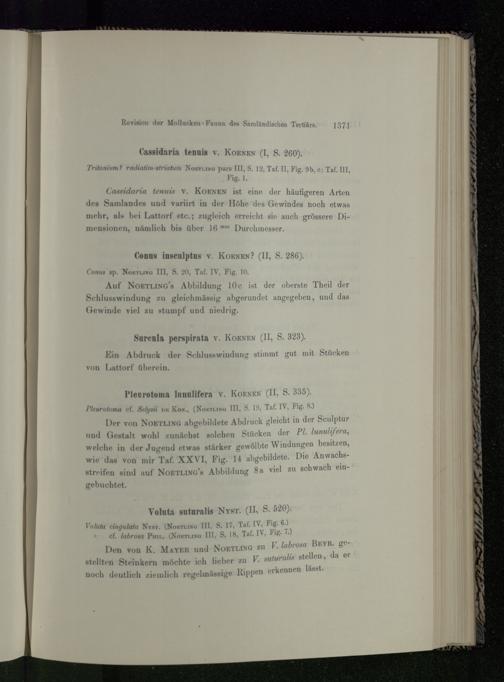 Revision der Mollusken-Fauna des Samländischen Tertiärs. 1371
Cassidaria tenuis v. Koenen (I, S. 260).
Tritonium? radiatim-striatum Noetling pars III, S. 12, Taf. II, Fig. 9b, c; Taf. III,
Fig. 1.
Cassidaria tenuis v. Koenen ist eine der häufigeren Arten
des Samlandes und variirt in der Höhe des Gewindes noch etwas
mehr, als bei Lattorf etc.; zugleich erreicht sie auch grössere Di-
mensionen, nämlich bis über 16 mm Durchmesser.
Conus insculptus v. Koenen? (II, S. 286).
Conus sp. Noetling III, S. 20, Taf. IV, Fig. 10.
Auf Noetling's Abbildung 10c ist der oberste Theil der
Schlusswindung zu gleichmässig abgerundet angegeben, und das
Gewinde viel zu stumpf und niedrig.
Surcula perspirata v. Koenen (II, S. 323).
Ein Abdruck der Schlusswindung stimmt gut mit Stücken
von Lattorf überein.
Pleurotoma lunulifera v. Koenen (II, S. 335).
Pleurotoma cf. Selysii de Kon., (Noetling III, S. 19, Taf. IV, Fig. 8.)
Der von Noetling abgebildete Abdruck gleicht in der Sculptur
und Gestalt wohl zunächst solchen Stücken der Pl. lunulifera,
welche in der Jugend etwas stärker gewölbte Windungen besitzen,
wie das von mir Taf. XXVI, Fig. 14 abgebildete. Die Anwachs-
streifen sind auf Noetling's Abbildung 8a viel zu schwach ein-
gebuchtet.
Voluta suturalis Nyst. (II, S. 520).
Voluta cingulata Nyst. (Noetling III, S. 17, Taf. IV, Fig. 6.)
» cf. labrosa Phil. (Noetling III, S. 18, Taf. IV, Fig. 7.)
Den von K. Mayer und Noetling zu V. labrosa Beyr. ge-
stellten Steinkern möchte ich lieber zu V. suturalis stellen, da er
noch deutlich ziemlich regelmässige Rippen erkennen lässt.